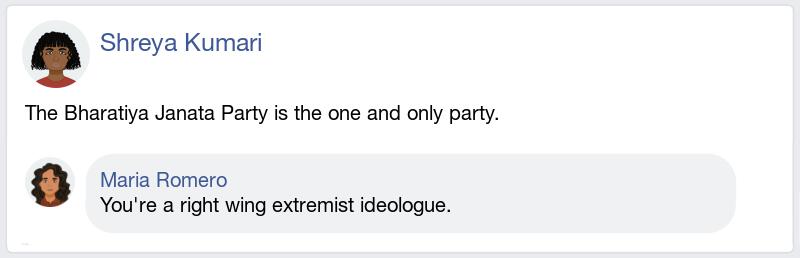 Shreya Kumari
The Bharatiya Janata Party is the one and only party.
Maria Romero
You're a right wing extremist ideologue.